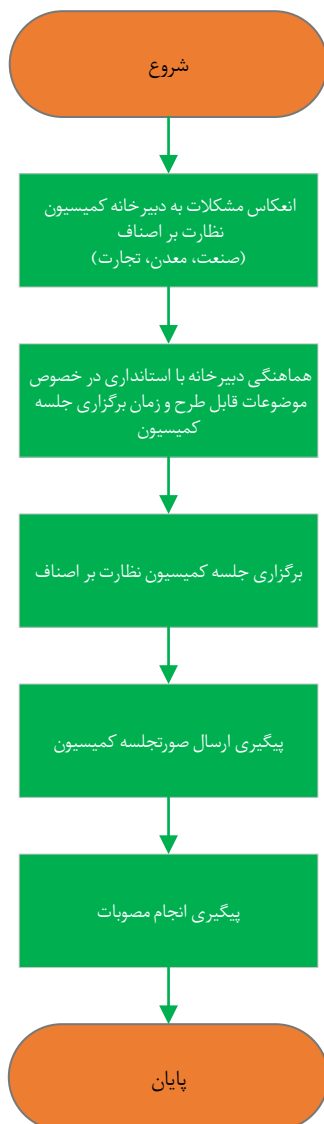 شروع
انعکاس مشکلات به دبیرخانه کمیسیون
نظارت بر اصناف
(صنعت، معدن، تجارت)
هماهنگی دبیرخانه با استانداری در خصوص
موضوعات قابل طرح و زمان برگزاری جلسه
کمیسیون
برگزاری جلسه کمیسیون نظارت بر اصناف
پیگیری ارسال صورتجلسه کمیسیون
پیگیری انجام مصوبات
پایان